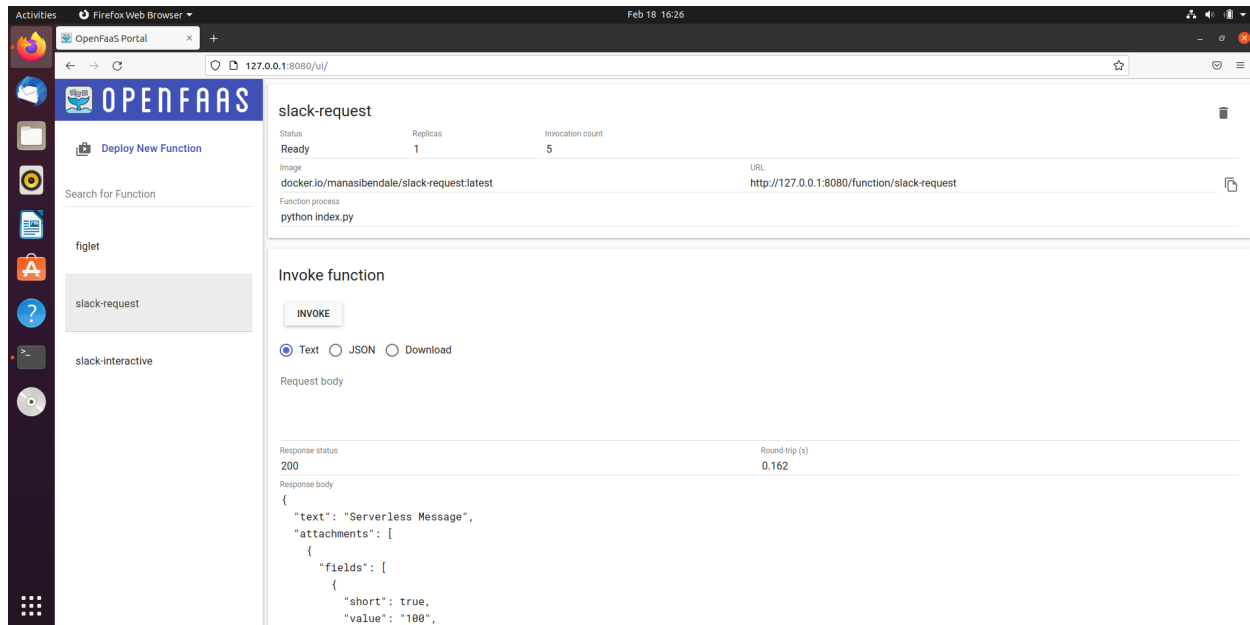 Activities Firefox Web Browser Feb 18 16:26
OpenFaaS Portal × +
127.0.0.1:8080/ui/
OPENFAAS
Deploy New Function
Search for Function
figlet
slack-request
slack-interactive
slack-request
Status Replicas Invocation count
Ready 1 5
Image URL
docker.io/manasibendale/slack-request:latest http://127.0.0.1:8080/function/slack-request
Function process
python index.py
Invoke function
INVOKE
Text JSON Download
Request body
Response status Round-trip (s)
200 0.162
Response body
{
"text": "Serverless Message",
"attachments": [
{
"fields": [
{
"short": true,
"value": "100",